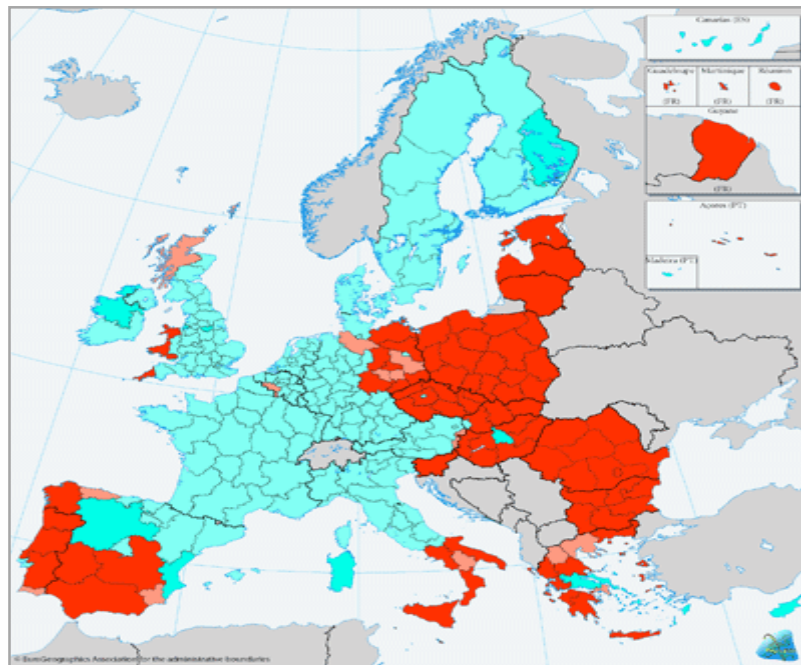 Canarias (ES)
Guadeloupe Martinique Réunion
(FR) (FR) (FR)
Guyane
(FR)
Açores (PT)
Madeira (PT)
© EuroGeographics Association for the administrative boundaries